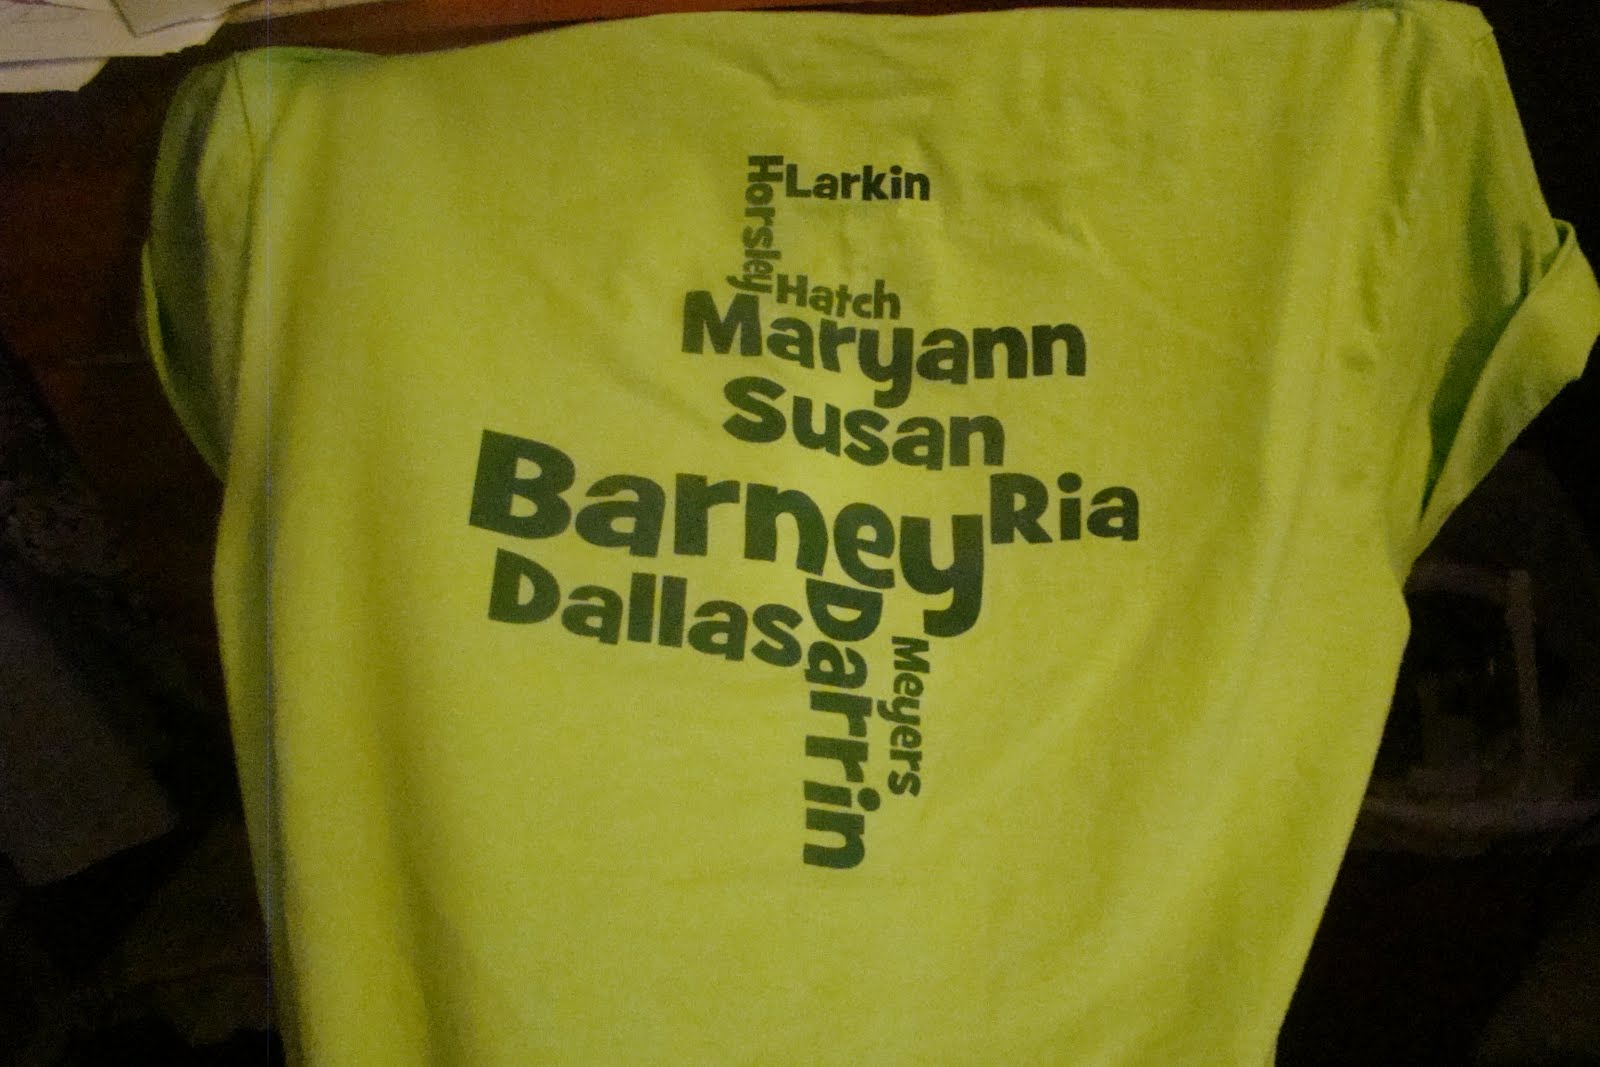 Horsley
Larkin
Hatch
Maryann
Susan
Barney
Ria
Dallas
Darrin
Meyers